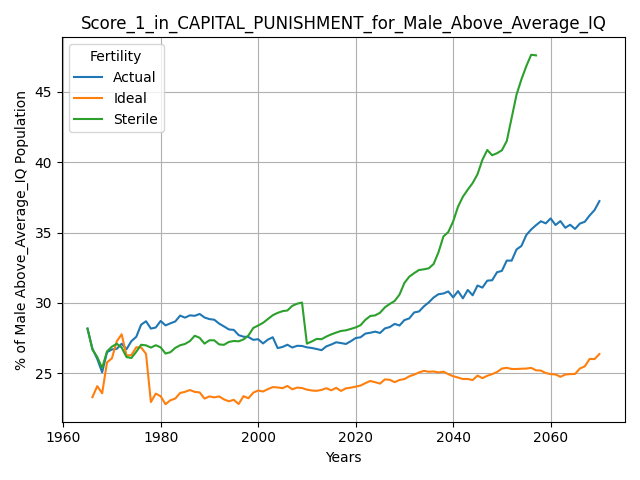 Score_1_in_CAPITAL_PUNISHMENT_for_Male_Above_Average_IQ
Fertility
Actual
Ideal
Sterile
% of Male Above_Average_IQ Population
45
40
35
30
25
1960
1980
2000
2020
2040
2060
Years